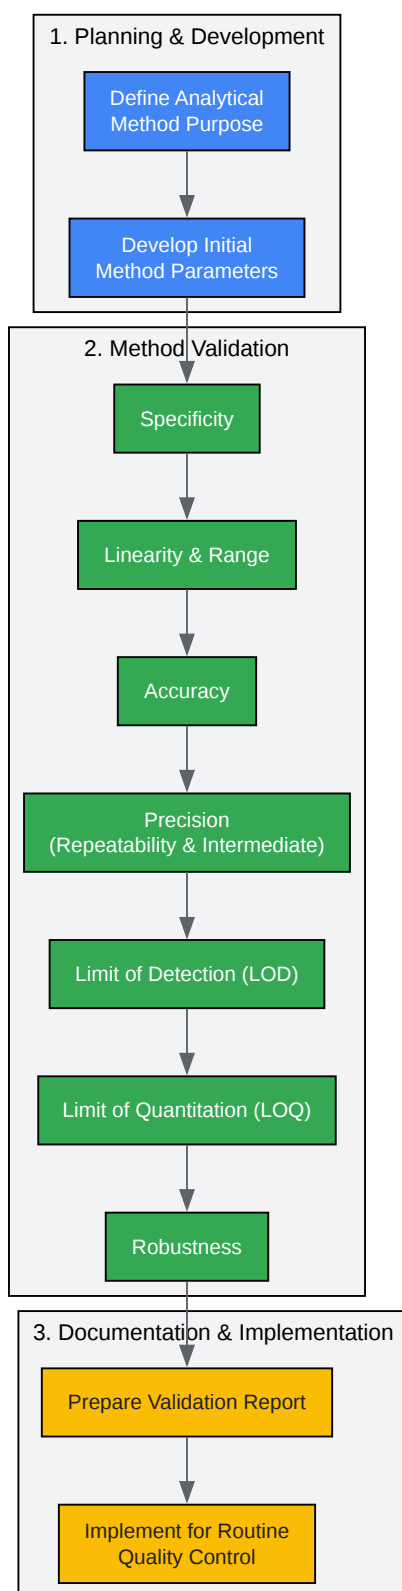 1. Planning & Development
Define Analytical
Method Purpose
Develop Initial
Method Parameters
2. Method Validation
Specificity
Linearity & Range
Accuracy
Precision
(Repeatability & Intermediate)
Limit of Detection (LOD)
Limit of Quantitation (LOQ)
Robustness
3. Documentation & Implementation
Prepare Validation Report
Implement for Routine
Quality Control